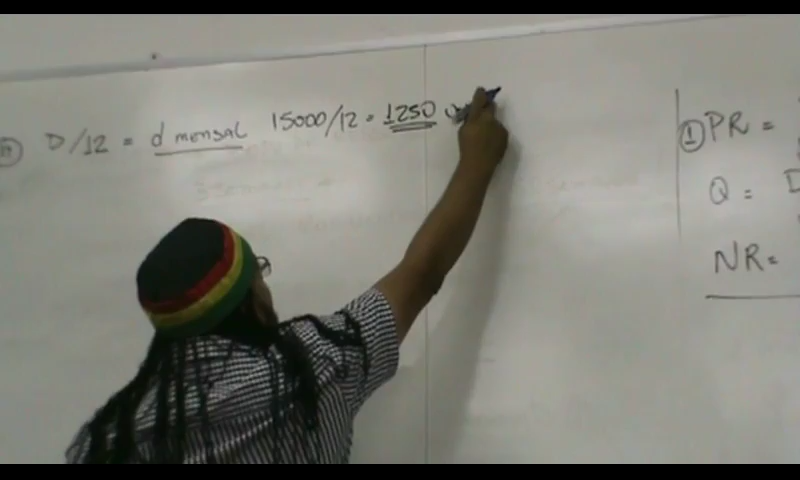 D/12 = d mensal 15000/12 = 1250
① PR =
Q =
NR =